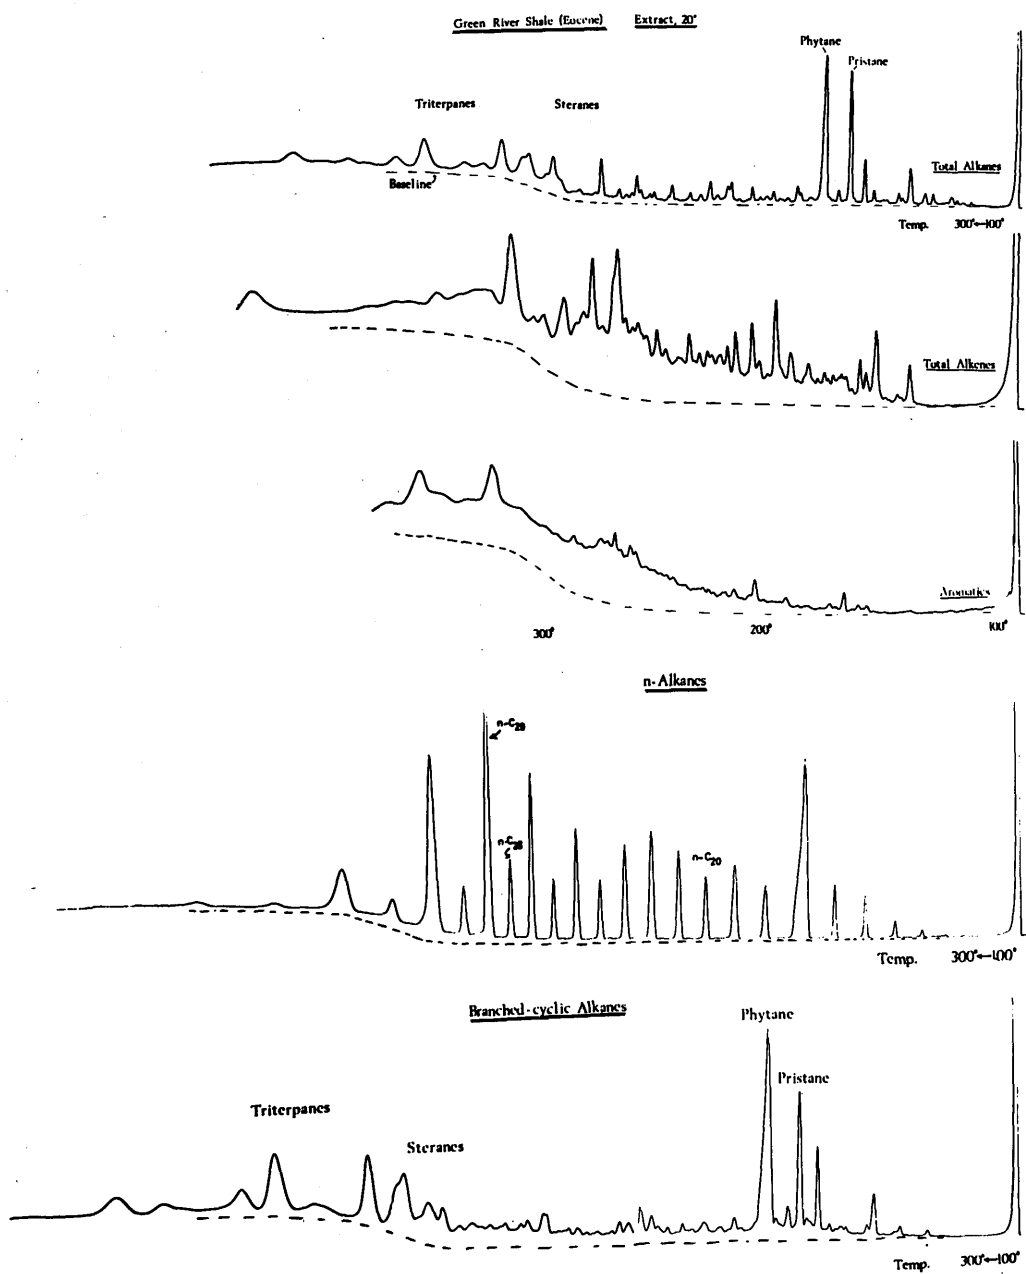 Green River Shale (Eocene) Extract, 20°
Phytane
Pristane
Triterpanes Steranes
Total Alkanes
Baseline
Temp. 300°←100°
Total Alkenes
Aromatics
300° 200° 100°
n-Alkanes
n-C29
n-C28
n-C20
Temp. 300°←100°
Branched-cyclic Alkanes
Phytane
Pristane
Triterpanes
Steranes
Temp. 300°←100°